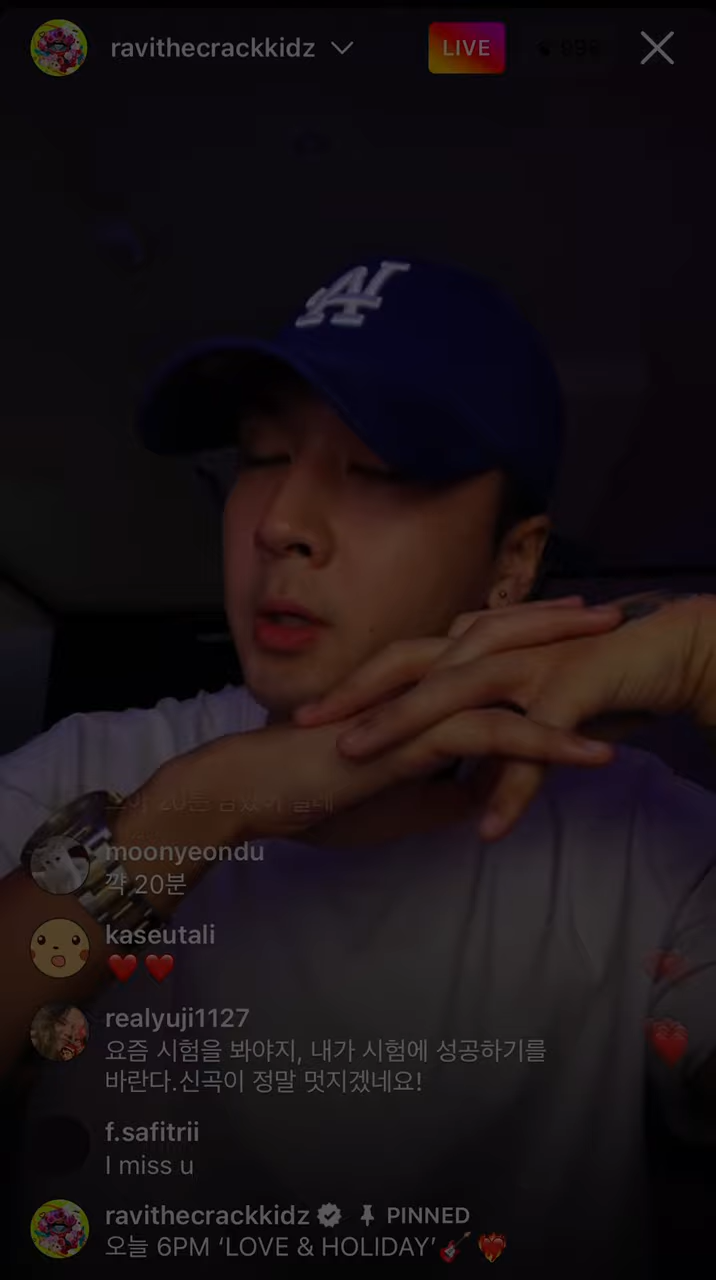 ravithecrackkidz
LIVE
LA
moonyeondu
꺅 20분
kaseutali
realyuji1127
요즘 시험을 봐야지, 내가 시험에 성공하기를
바란다.신곡이 정말 멋지겠네요!
f.safitrii
I miss u
ravithecrackkidz PINNED
오늘 6PM ‘LOVE & HOLIDAY’